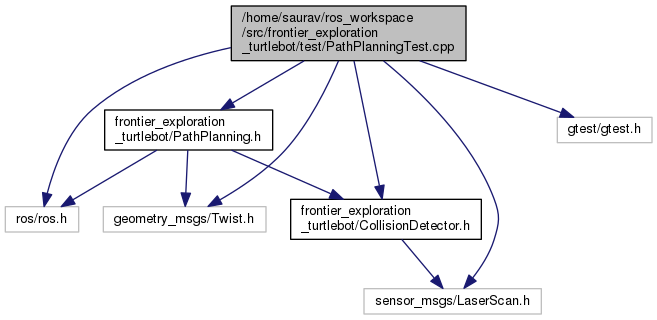 /home/saurav/ros_workspace
/src/frontier_exploration
_turtlebot/test/PathPlanningTest.cpp
frontier_exploration
_turtlebot/PathPlanning.h
gtest/gtest.h
ros/ros.h
geometry_msgs/Twist.h
frontier_exploration
_turtlebot/CollisionDetector.h
sensor_msgs/LaserScan.h